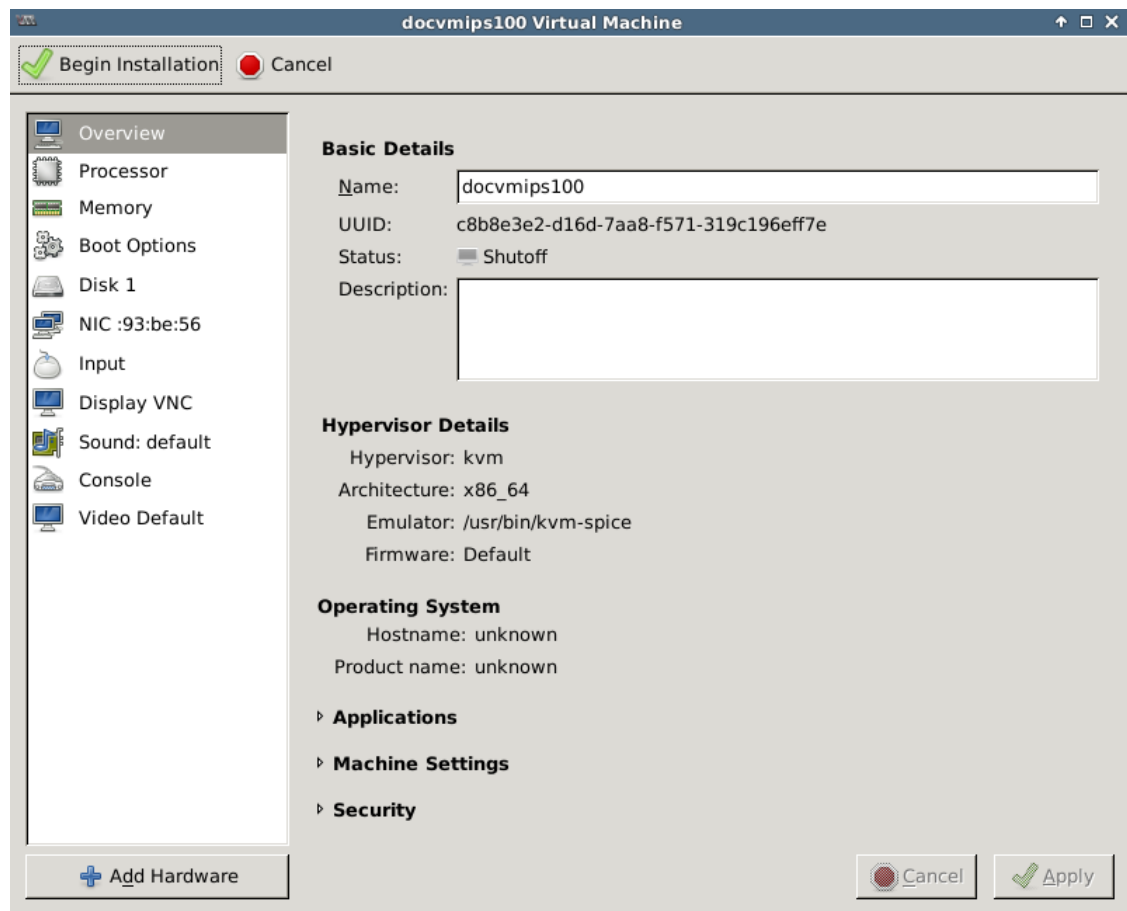 docvmips100 Virtual Machine
Begin Installation Cancel
Overview
Processor
Memory
Boot Options
Disk 1
NIC :93:be:56
Input
Display VNC
Sound: default
Console
Video Default
Add Hardware
Basic Details
Name: docvmips100
UUID: c8b8e3e2-d16d-7aa8-f571-319c196eff7e
Status: Shutoff
Description:
Hypervisor Details
Hypervisor: kvm
Architecture: x86_64
Emulator: /usr/bin/kvm-spice
Firmware: Default
Operating System
Hostname: unknown
Product name: unknown
Applications
Machine Settings
Security
Cancel Apply